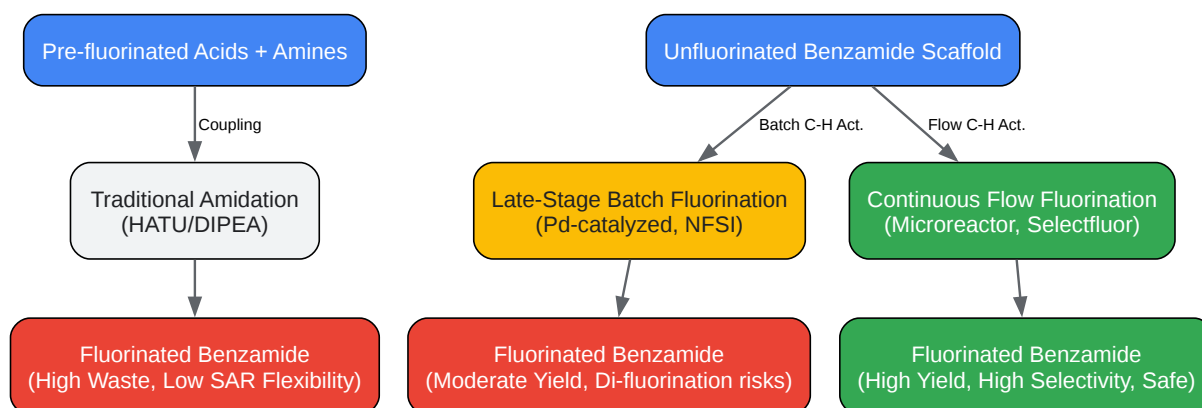 Pre-fluorinated Acids + Amines
Unfluorinated Benzamide Scaffold
Coupling
Batch C-H Act.
Flow C-H Act.
Traditional Amidation
(HATU/DIPEA)
Late-Stage Batch Fluorination
(Pd-catalyzed, NFSI)
Continuous Flow Fluorination
(Microreactor, Selectfluor)
Fluorinated Benzamide
(High Waste, Low SAR Flexibility)
Fluorinated Benzamide
(Moderate Yield, Di-fluorination risks)
Fluorinated Benzamide
(High Yield, High Selectivity, Safe)